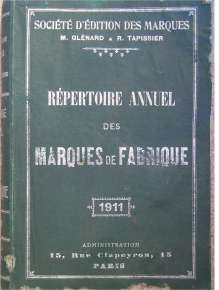 SOCIÉTÉ D'ÉDITION DES MARQUES
M. GLÉNARD & R. TAPISSIER
RÉPERTOIRE ANNUEL
DES
MARQUES DE FABRIQUE
1911
ADMINISTRATION
15, Rue Clapeyron, 15
PARIS